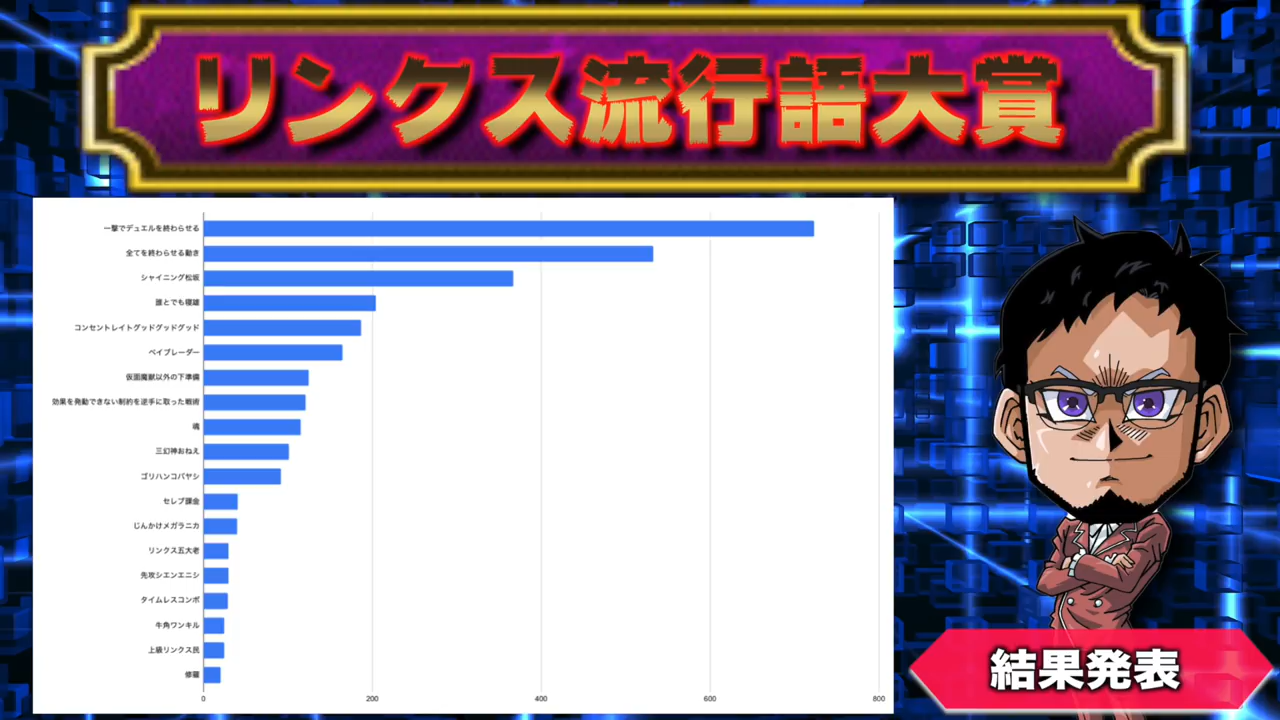 リンクス流行語大賞
一撃でデュエルを終わらせる
全てを終わらせる動き
シャイニング松坂
誰とでも寝雄
コンセントレイトグッドグッドグッド
ベイブレーダー
仮面魔獣以外の下準備
効果を発動できない制約を逆手に取った戦術
魂
三幻神おねえ
ゴリハンコバヤシ
セレブ課金
じんかけメガラニカ
リンクス五大老
先攻シエンエニシ
タイムレスコンボ
牛角ワンキル
上級リンクス民
修羅
0 200 400 600 800
結果発表